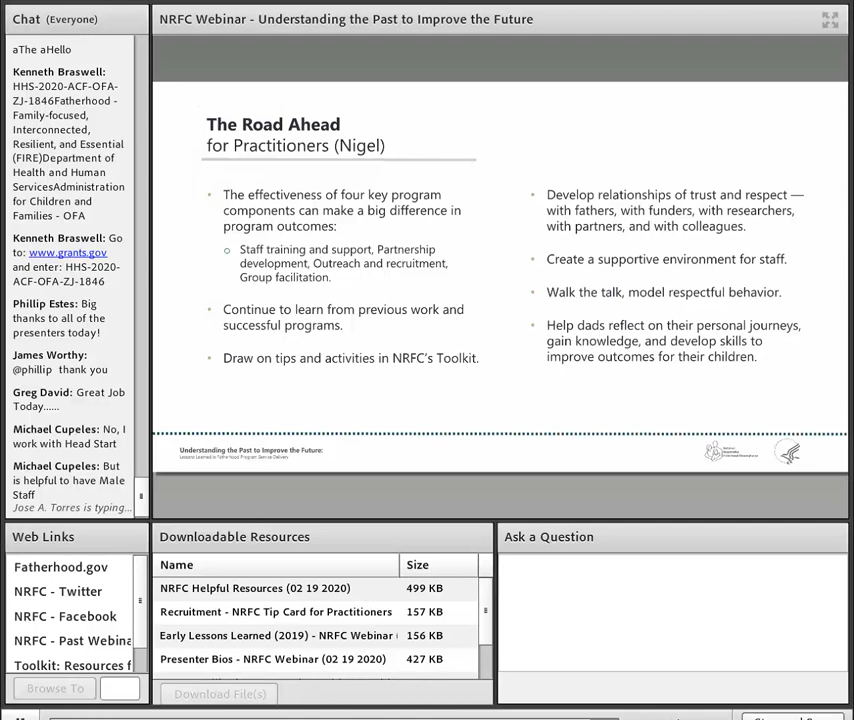 Chat (Everyone)
aThe aHello
Kenneth Braswell:
HHS-2020-ACF-OFA-
ZJ-1846Fatherhood -
Family-focused,
Interconnected,
Resilient, and Essential
(FIRE)Department of
Health and Human
ServicesAdministration
for Children and
Families - OFA
Kenneth Braswell: Go
to: www.grants.gov
and enter: HHS-2020-
ACF-OFA-ZJ-1846
Phillip Estes: Big
thanks to all of the
presenters today!
James Worthy:
@phillip thank you
Greg David: Great Job
Today......
Michael Cupeles: No, I
work with Head Start
Michael Cupeles: But
is helpful to have Male
Staff
Jose A. Torres is typing...
NRFC Webinar - Understanding the Past to Improve the Future
The Road Ahead
for Practitioners (Nigel)
The effectiveness of four key program
components can make a big difference in
program outcomes:
Staff training and support, Partnership
development, Outreach and recruitment,
Group facilitation.
Continue to learn from previous work and
successful programs.
Draw on tips and activities in NRFC's Toolkit.
Develop relationships of trust and respect —
with fathers, with funders, with researchers,
with partners, and with colleagues.
Create a supportive environment for staff.
Walk the talk, model respectful behavior.
Help dads reflect on their personal journeys,
gain knowledge, and develop skills to
improve outcomes for their children.
Understanding the Past to Improve the Future:
Lessons Learned in Fatherhood Program Service Delivery
Web Links
Fatherhood.gov
NRFC - Twitter
NRFC - Facebook
NRFC - Past Webina
Toolkit: Resources f
Browse To
Downloadable Resources
Name Size
NRFC Helpful Resources (02 19 2020) 499 KB
Recruitment - NRFC Tip Card for Practitioners 157 KB
Early Lessons Learned (2019) - NRFC Webinar 156 KB
Presenter Bios - NRFC Webinar (02 19 2020) 427 KB
Download File(s)
Ask a Question